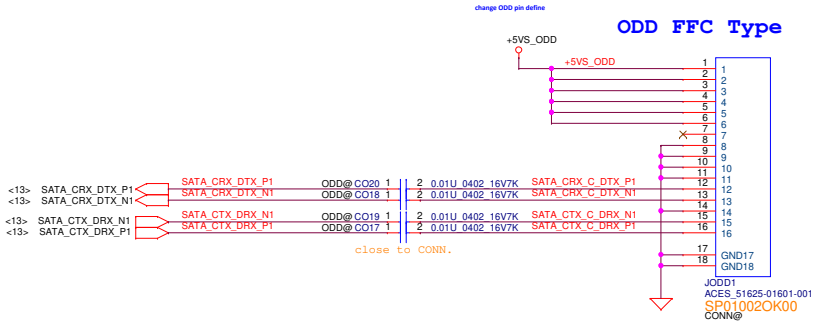 change ODD pin define
ODD FFC Type
+5VS_ODD
+5VS_ODD
1 1
2 2
3 3
4 4
5 5
6 6
7 7
8 8
9 9
10 10
11 11
<13> SATA_CRX_DTX_P1 SATA_CRX_DTX_P1 ODD@ CO20 1 2 0.01U_0402_16V7K SATA_CRX_C_DTX_P1 12 12
<13> SATA_CRX_DTX_N1 SATA_CRX_DTX_N1 ODD@ CO18 1 2 0.01U_0402_16V7K SATA_CRX_C_DTX_N1 13 13
14 14
<13> SATA_CTX_DRX_N1 SATA_CTX_DRX_N1 ODD@ CO19 1 2 0.01U_0402_16V7K SATA_CTX_C_DRX_N1 15 15
<13> SATA_CTX_DRX_P1 SATA_CTX_DRX_P1 ODD@ CO17 1 2 0.01U_0402_16V7K SATA_CTX_C_DRX_P1 16 16
close to CONN.
17 GND17
18 GND18
JODD1
ACES_51625-01601-001
SP01002OK00
CONN@